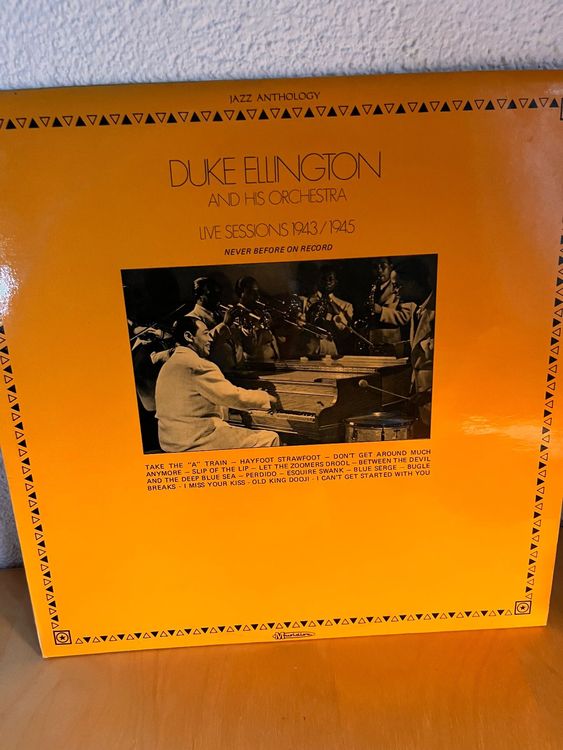 JAZZ ANTHOLOGY
DUKE ELLINGTON
AND HIS ORCHESTRA
LIVE SESSIONS 1943/1945
NEVER BEFORE ON RECORD
TAKE THE "A" TRAIN — HAYFOOT STRAWFOOT — DON'T GET AROUND MUCH
ANYMORE — SLIP OF THE LIP — LET THE ZOOMERS DROOL — BETWEEN THE DEVIL
AND THE DEEP BLUE SEA — PERDIDO — ESQUIRE SWANK — BLUE SERGE — BUGLE
BREAKS - I MISS YOUR KISS - OLD KING DOOJI - I CAN'T GET STARTED WITH YOU